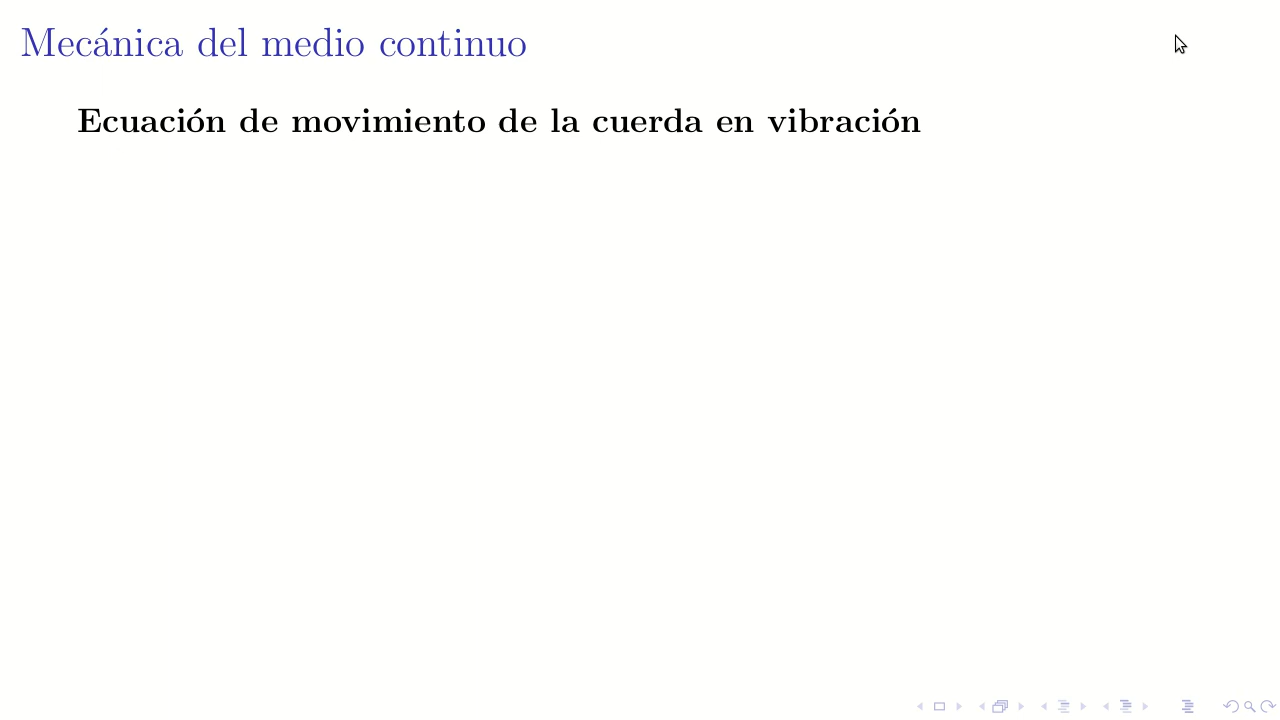 Mecánica del medio continuo
Ecuación de movimiento de la cuerda en vibración